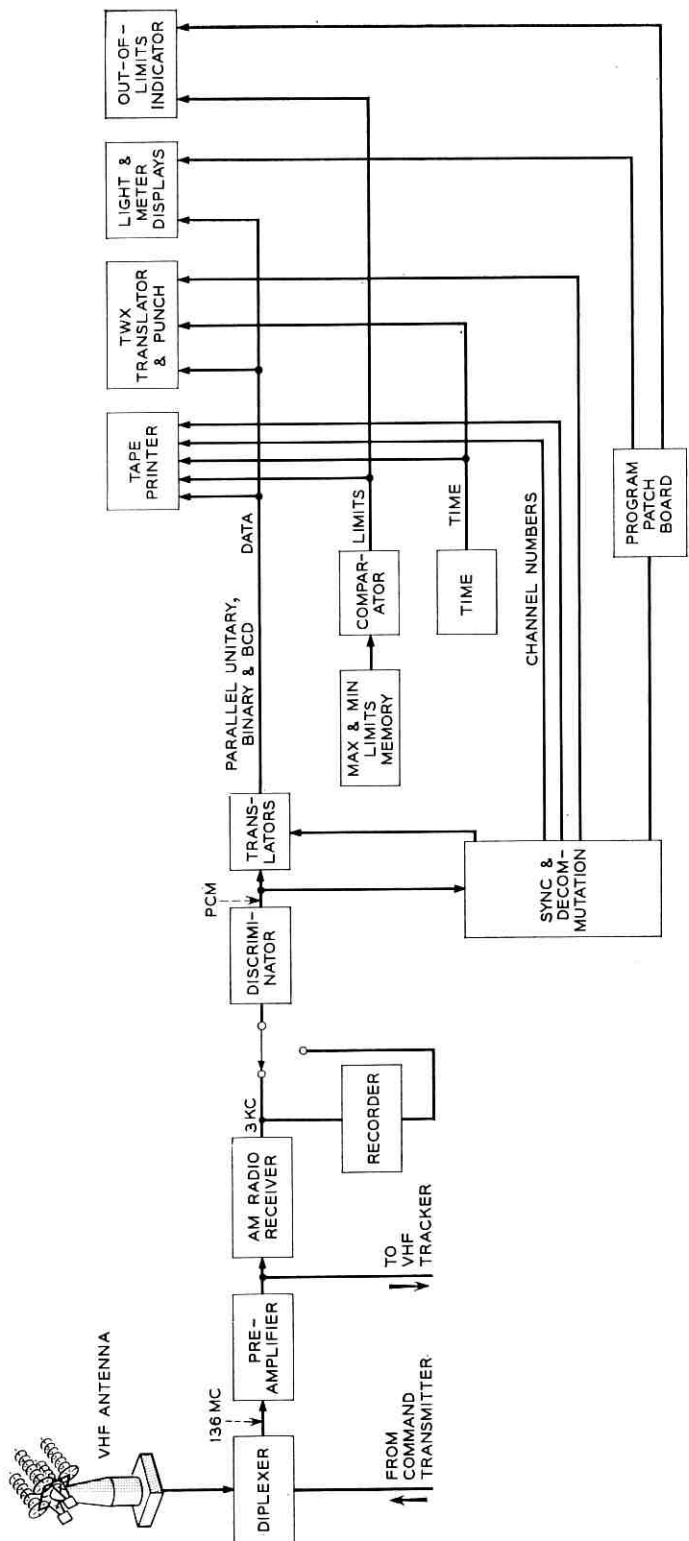 VHF ANTENNA
DIPLEXER
136 MC
FROM
COMMAND
TRANSMITTER
PRE-
AMPLIFIER
TO
VHF
TRACKER
AM RADIO
RECEIVER
3 KC
RECORDER
DISCRIMI-
NATOR
PCM
TRANS-
LATORS
SYNC &
DECOM-
MUTATION
PARALLEL UNITARY,
BINARY & BCD
DATA
MAX & MIN
LIMITS
MEMORY
COMPAR-
ATOR
LIMITS
TIME
TIME
CHANNEL NUMBERS
PROGRAM
PATCH
BOARD
TAPE
PRINTER
TWX
TRANSLATOR
& PUNCH
LIGHT &
METER
DISPLAYS
OUT-OF-
LIMITS
INDICATOR